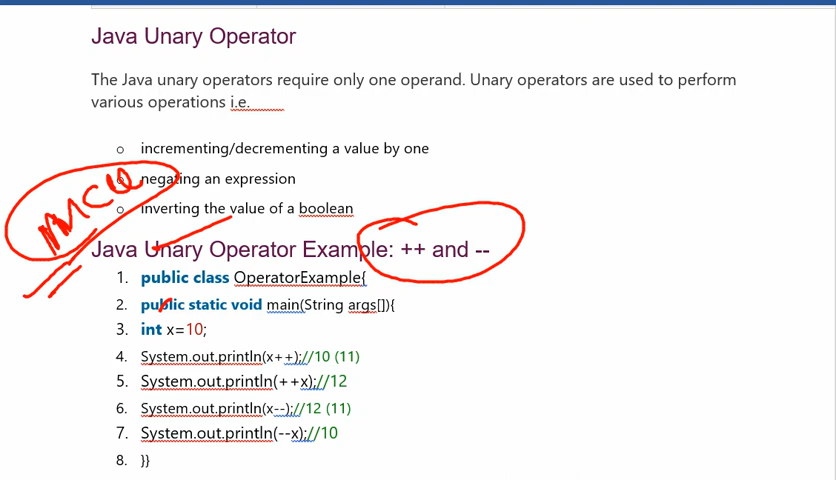 Java Unary Operator
The Java unary operators require only one operand. Unary operators are used to perform
various operations i.e.
o incrementing/decrementing a value by one
o negating an expression
o inverting the value of a boolean
Java Unary Operator Example: ++ and --
1. public class OperatorExample{
2. public static void main(String args[]){
3. int x=10;
4. System.out.println(x++);//10 (11)
5. System.out.println(++x);//12
6. System.out.println(x--);//12 (11)
7. System.out.println(--x);//10
8. }}